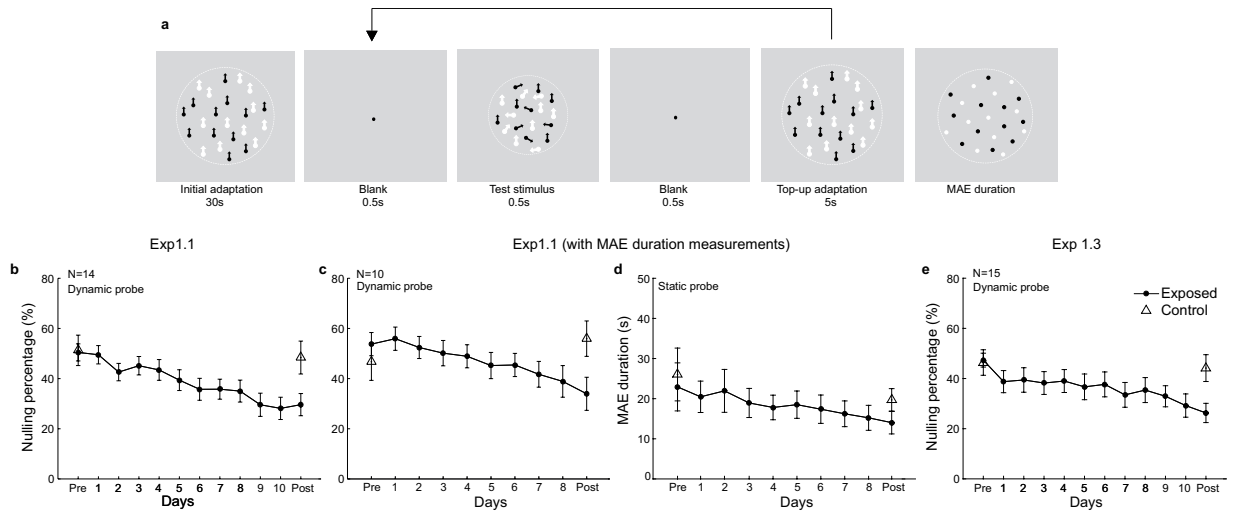 a
Initial adaptation
30s
Blank
0.5s
Test stimulus
0.5s
Blank
0.5s
Top-up adaptation
5s
MAE duration
Exp1.1
Exp1.1 (with MAE duration measurements)
Exp 1.3
b
N=14
Dynamic probe
Nulling percentage (%)
80
60
40
20
0
Pre 1 2 3 4 5 6 7 8 9 10 Post
Days
c
N=10
Dynamic probe
Nulling percentage (%)
80
60
40
20
0
Pre 1 2 3 4 5 6 7 8 Post
Days
d
Static probe
MAE duration (s)
50
40
30
20
10
0
Pre 1 2 3 4 5 6 7 8 Post
Days
e
N=15
Dynamic probe
Exposed
Control
Nulling percentage (%)
80
60
40
20
0
Pre 1 2 3 4 5 6 7 8 9 10 Post
Days